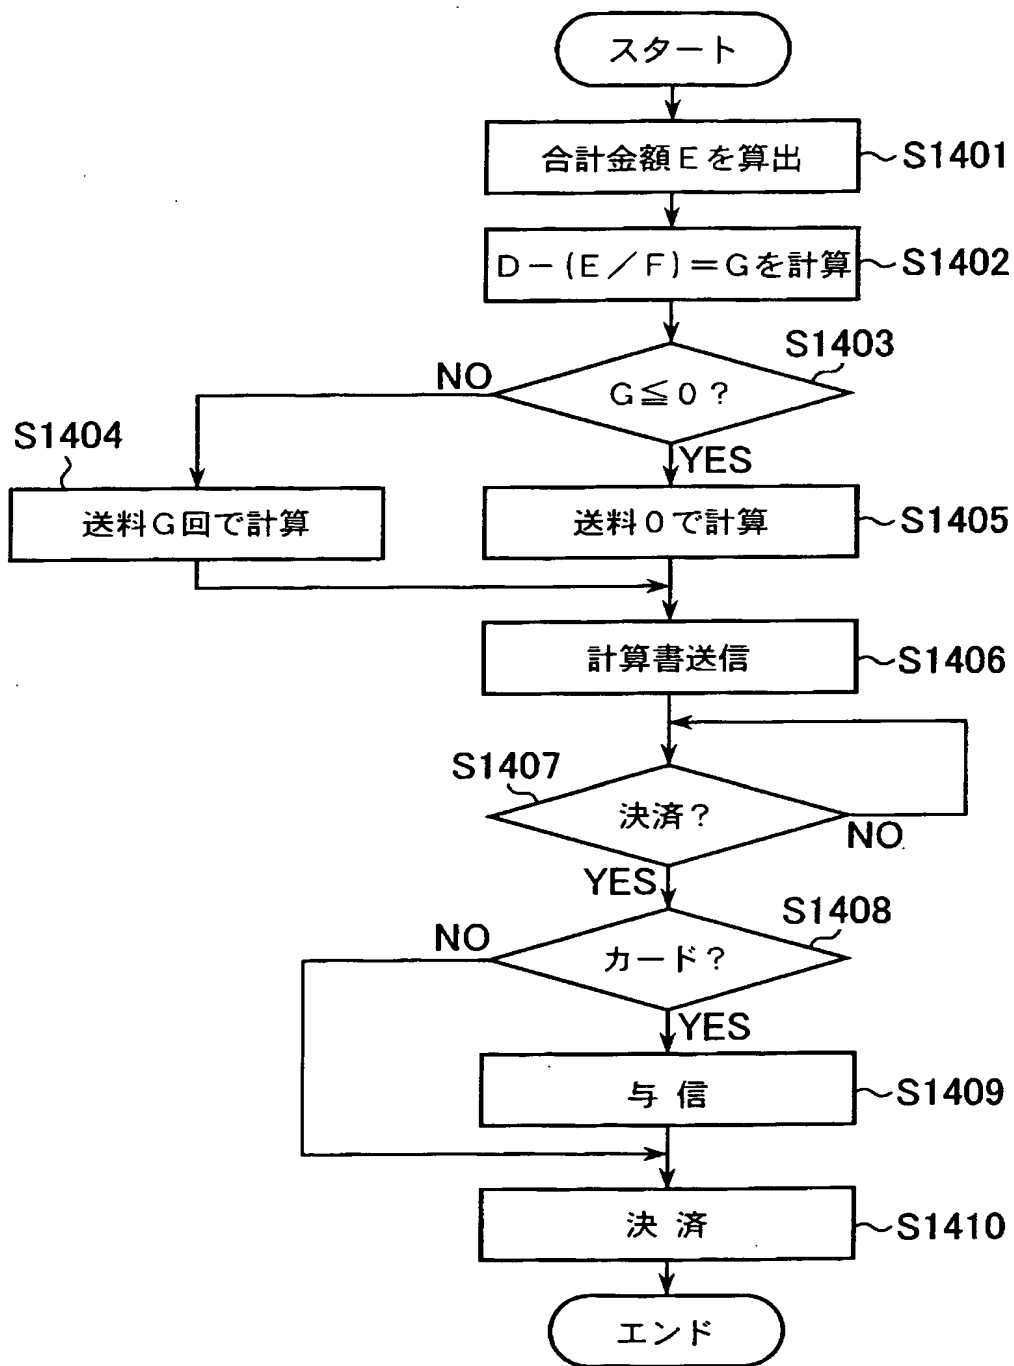 スタート
合計金額Eを算出
S1401
D－(E／F)＝Gを計算
S1402
S1403
G≦0？
NO
YES
S1404
送料G回で計算
送料0で計算
S1405
計算書送信
S1406
S1407
決済？
NO
YES
S1408
カード？
NO
YES
与信
S1409
決済
S1410
エンド